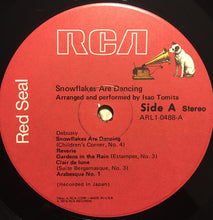 RCA
Red Seal
Snowflakes Are Dancing
Arranged and performed by Isao Tomita
Side A Stereo
ARL1-0488-A
Debussy
Snowflakes Are Dancing
(Children's Corner, No. 4)
Reverie
Gardens in the Rain (Estampes, No. 3)
Clair de lune
(Suite Bergamasque, No. 3)
Arabesque No. 1
(Recorded in Japan)